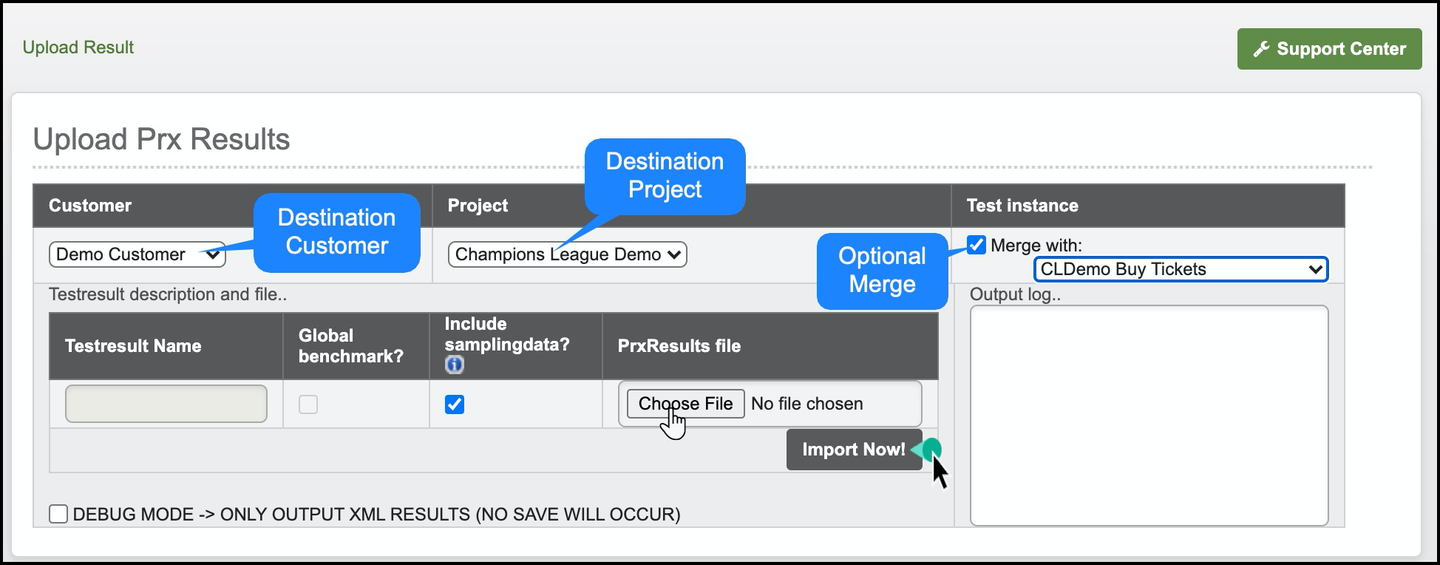 Upload Result
Support Center
Upload Prx Results
Destination
Project
Customer
Project
Test instance
Destination
Customer
Demo Customer
Champions League Demo
Optional
Merge
Merge with:
CLDemo Buy Tickets
Testresult description and file..
Output log..
Testresult Name
Global
benchmark?
Include
samplingdata?
PrxResults file
Choose File No file chosen
Import Now!
DEBUG MODE -> ONLY OUTPUT XML RESULTS (NO SAVE WILL OCCUR)